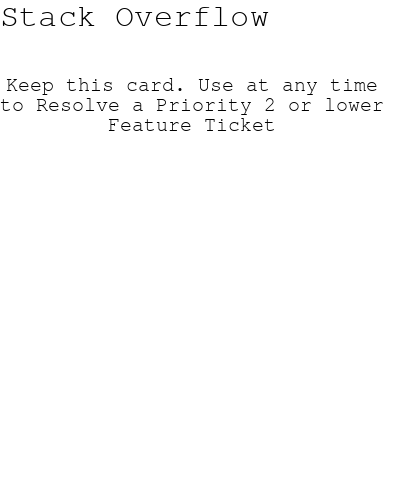 Stack Overflow
Keep this card. Use at any time
to Resolve a Priority 2 or lower
Feature Ticket